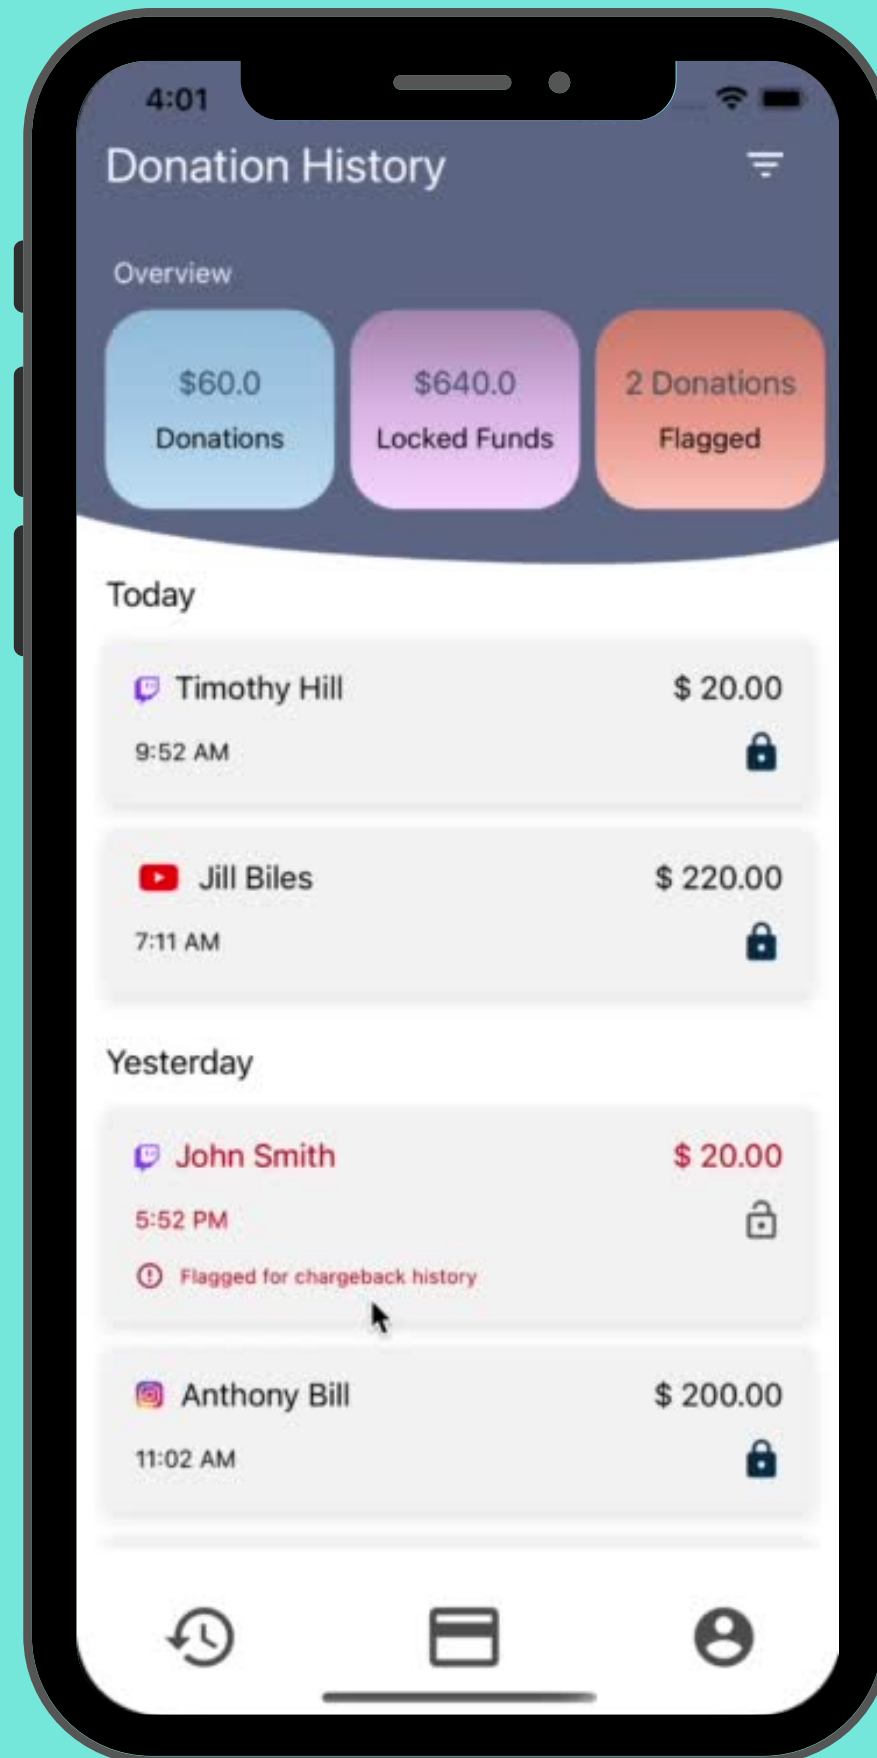 4:01
Donation History
Overview
$60.0
Donations
$640.0
Locked Funds
2 Donations
Flagged
Today
Timothy Hill
$ 20.00
9:52 AM
Jill Biles
$ 220.00
7:11 AM
Yesterday
John Smith
$ 20.00
5:52 PM
Flagged for chargeback history
Anthony Bill
$ 200.00
11:02 AM